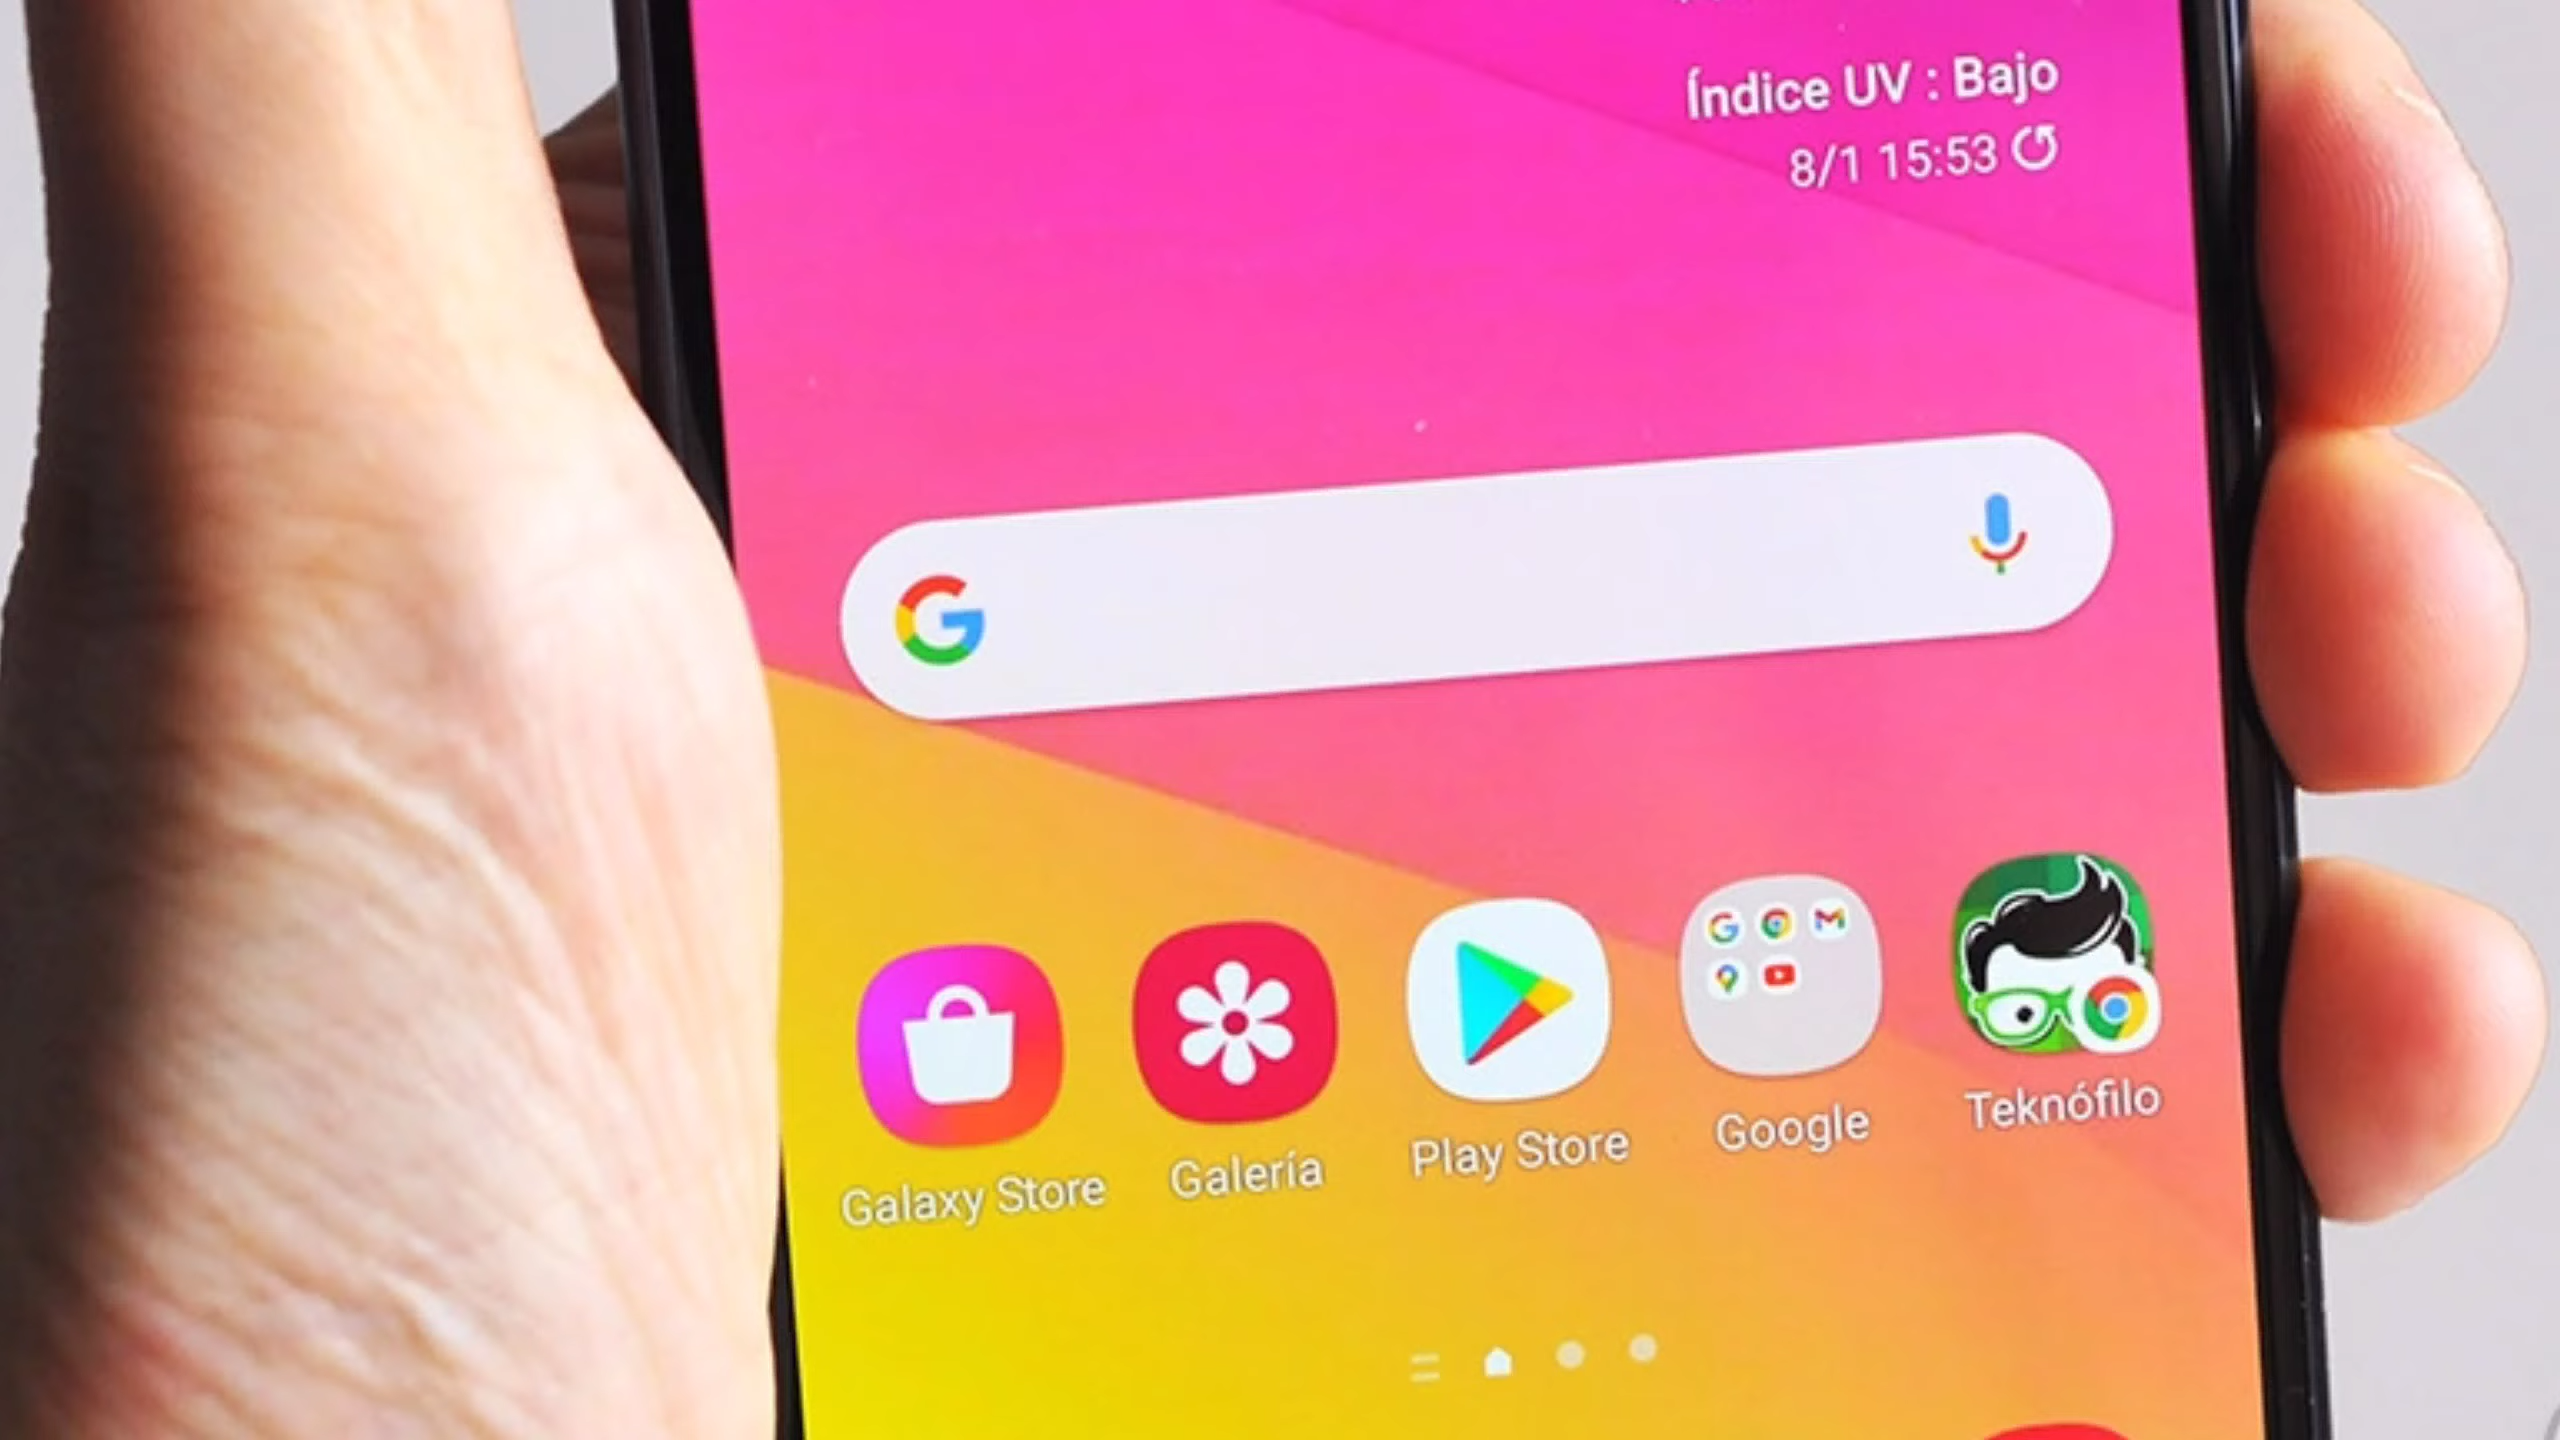 Índice UV : Bajo
8/1 15:53
Galaxy Store
Galería
Play Store
Google
Teknófilo